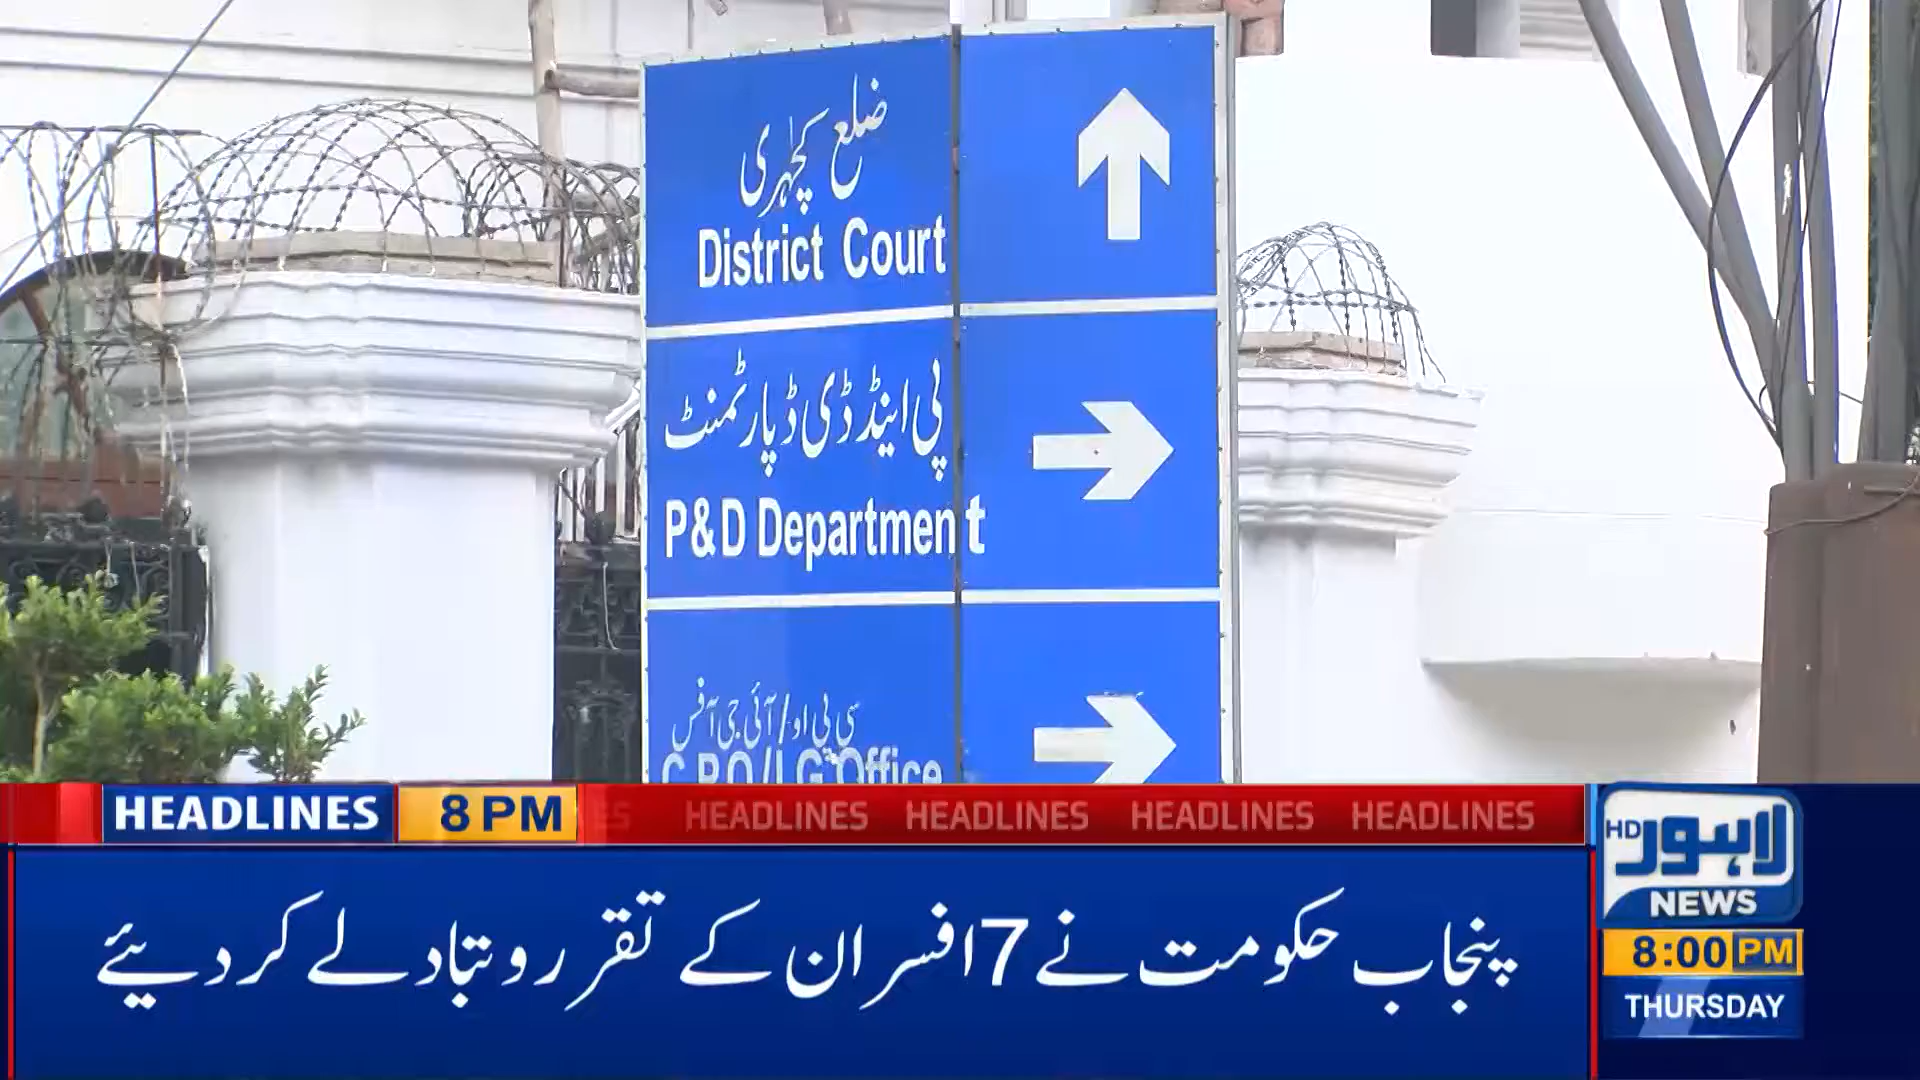 ضلع کچہری
District Court
پی اینڈ ڈی ڈپارٹمنٹ
P&D Department
سی پی او/آئی جی آفس
C.P.O/I.G Office
HEADLINES 8 PM HEADLINES HEADLINES HEADLINES HEADLINES
پنجاب حکومت نے 7 افسران کے تقرر و تبادلے کر دیئے
HD لاہور
NEWS
8:00 PM
THURSDAY